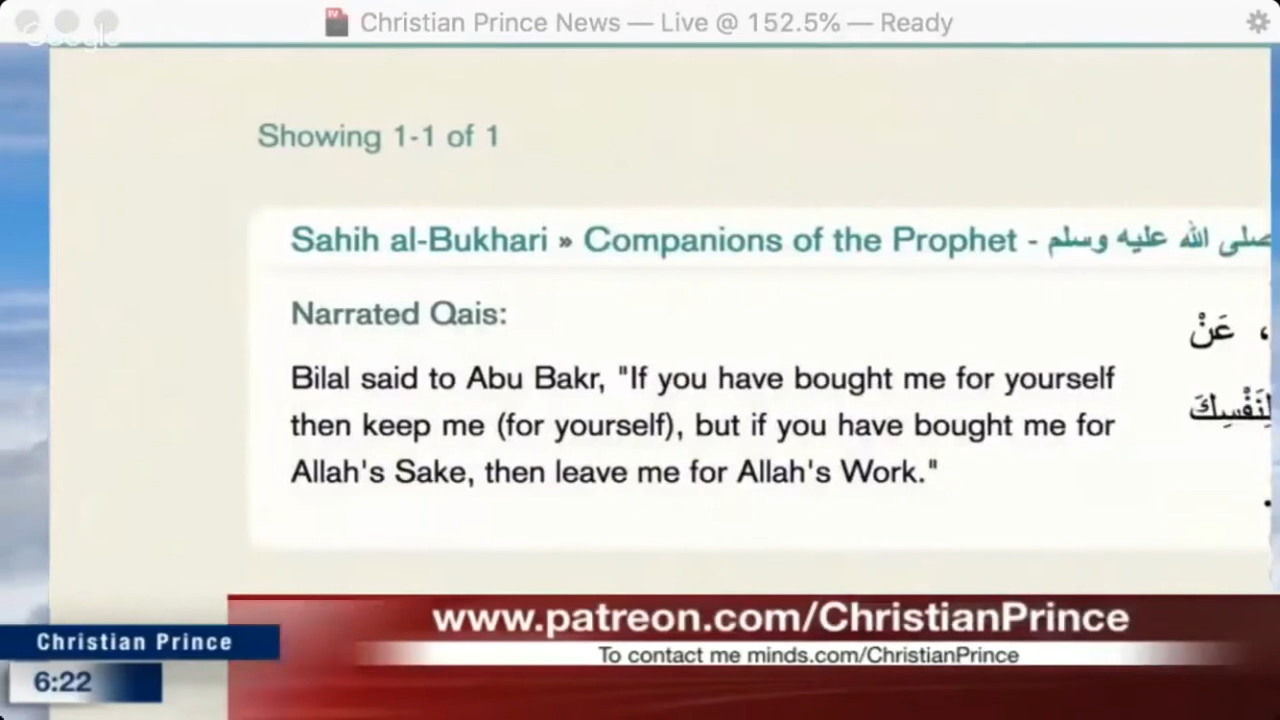 Christian Prince News — Live @ 152.5% — Ready
Google
Showing 1-1 of 1
Sahih al-Bukhari » Companions of the Prophet - صلى الله عليه وسلم
Narrated Qais:
Bilal said to Abu Bakr, "If you have bought me for yourself
then keep me (for yourself), but if you have bought me for
Allah's Sake, then leave me for Allah's Work."
، عَنْ
لِنَفْسِكَ
.
www.patreon.com/ChristianPrince
To contact me minds.com/ChristianPrince
Christian Prince
6:22